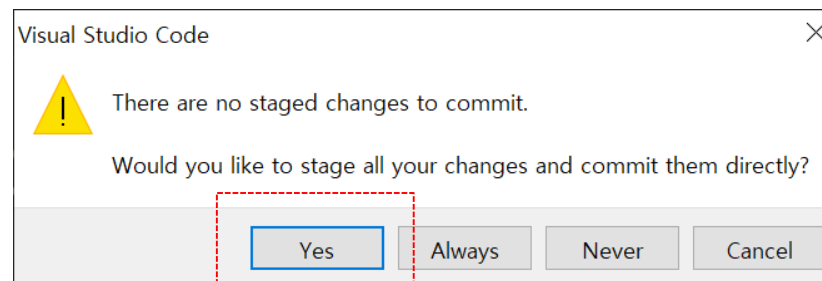 Visual Studio Code
There are no staged changes to commit.
Would you like to stage all your changes and commit them directly?
Yes Always Never Cancel